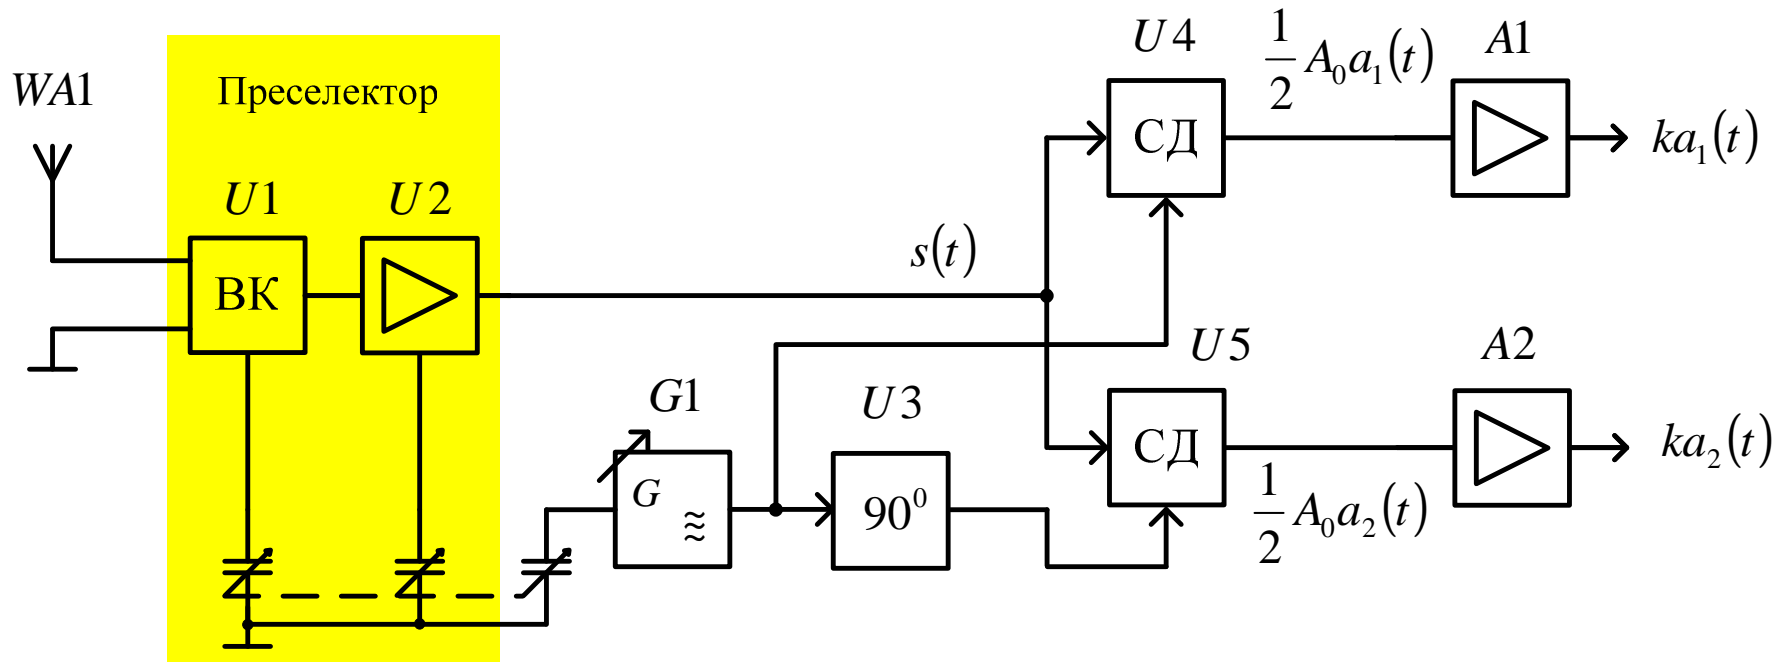 WA1
Преселектор
U1
U2
ВК
s(t)
G1
G
≈
U3
90⁰
U4
СД
½ A₀a₁(t)
A1
ka₁(t)
U5
СД
½ A₀a₂(t)
A2
ka₂(t)